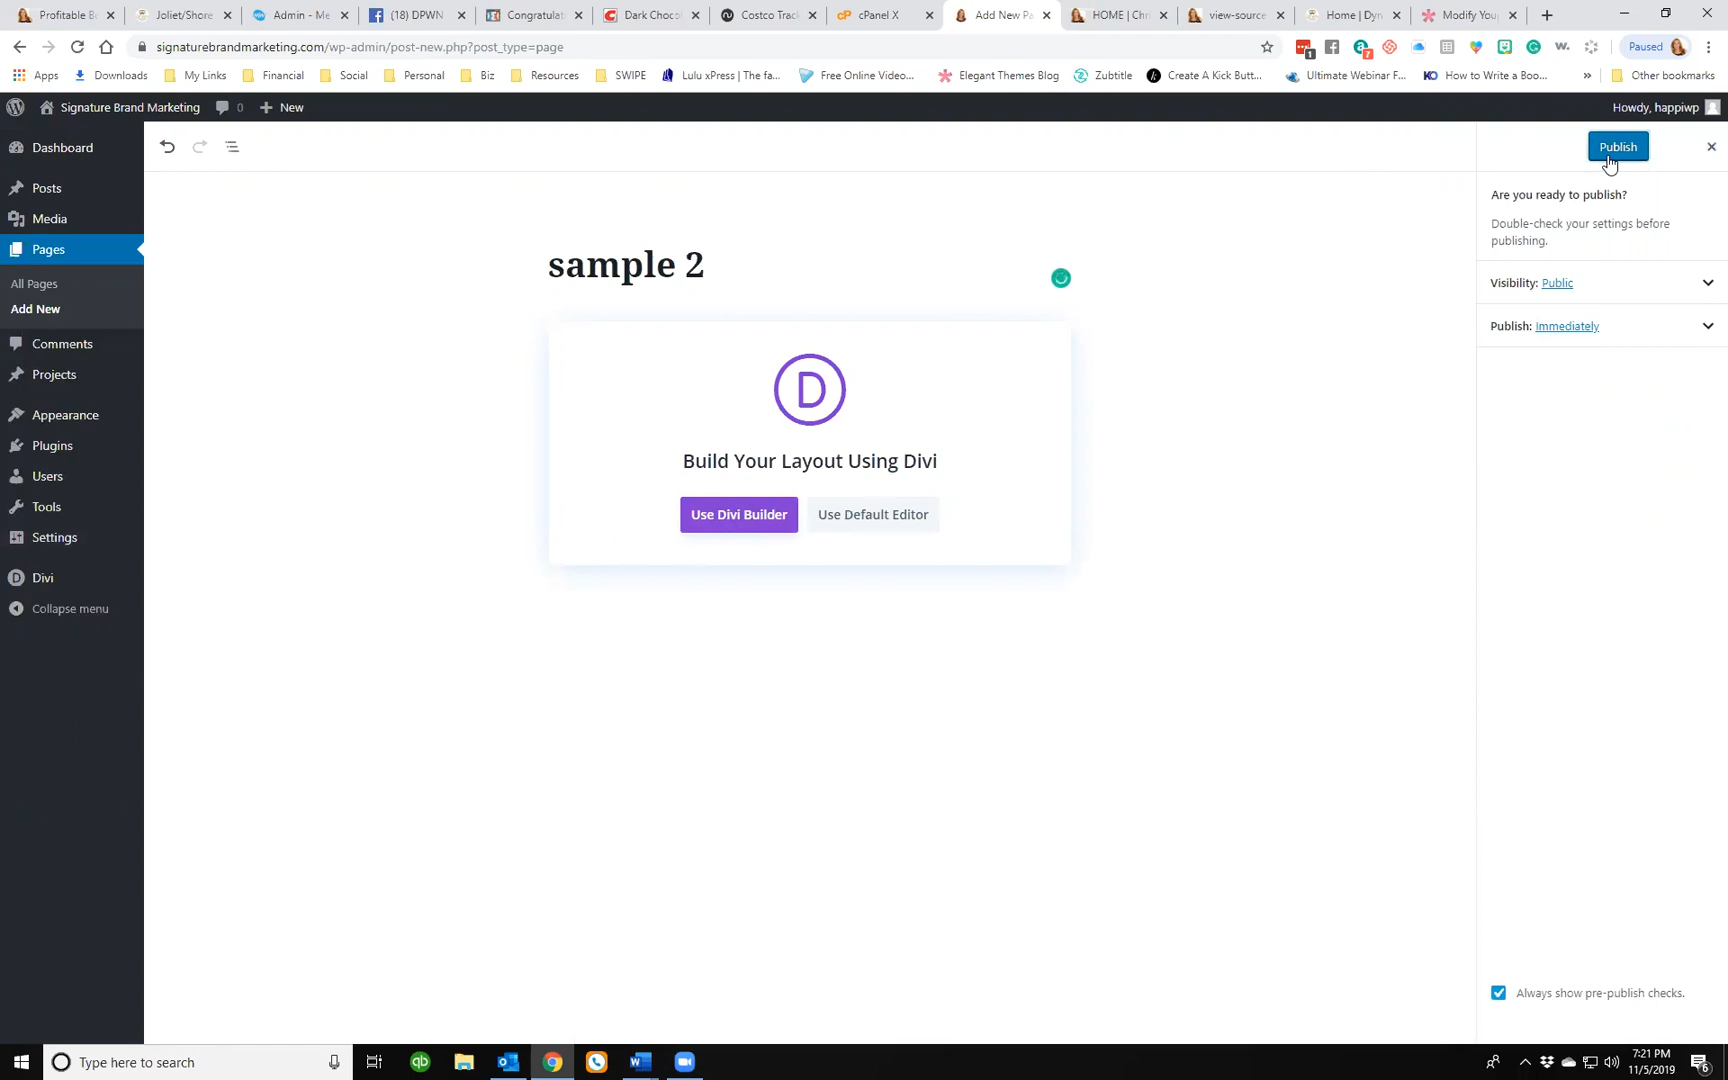 Profitable B
Joliet/Shore
Admin - Me
(18) DPWN
Congratulat
Dark Choco
Costco Trac
cP cPanel X
Add New Pa
HOME | Chr
view-source
Home | Dyn
Modify You
signaturebrandmarketing.com/wp-admin/post-new.php?post_type=page
1
7
W.
Paused
Apps
Downloads
My Links
Financial
Social
Personal
Biz
Resources
SWIPE
Lulu xPress | The fa...
Free Online Video...
Elegant Themes Blog
Zubtitle
Create A Kick Butt...
Ultimate Webinar F...
KO How to Write a Boo...
»
Other bookmarks
Signature Brand Marketing
0
+ New
Howdy, happiwp
Dashboard
Posts
Media
Pages
All Pages
Add New
Comments
Projects
Appearance
Plugins
Users
Tools
Settings
D Divi
Collapse menu
sample 2
D
Build Your Layout Using Divi
Use Divi Builder
Use Default Editor
Publish
Are you ready to publish?
Double-check your settings before
publishing.
Visibility: Public
Publish: Immediately
Always show pre-publish checks.
Type here to search
qb
7:21 PM
11/5/2019
6